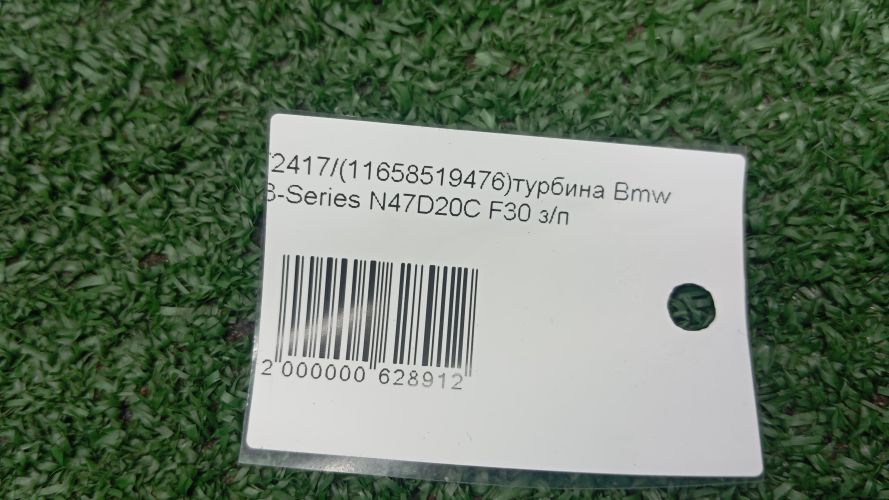 2417/(11658519476)турбина Bmw
3-Series N47D20C F30 з/п
2 000000 628912